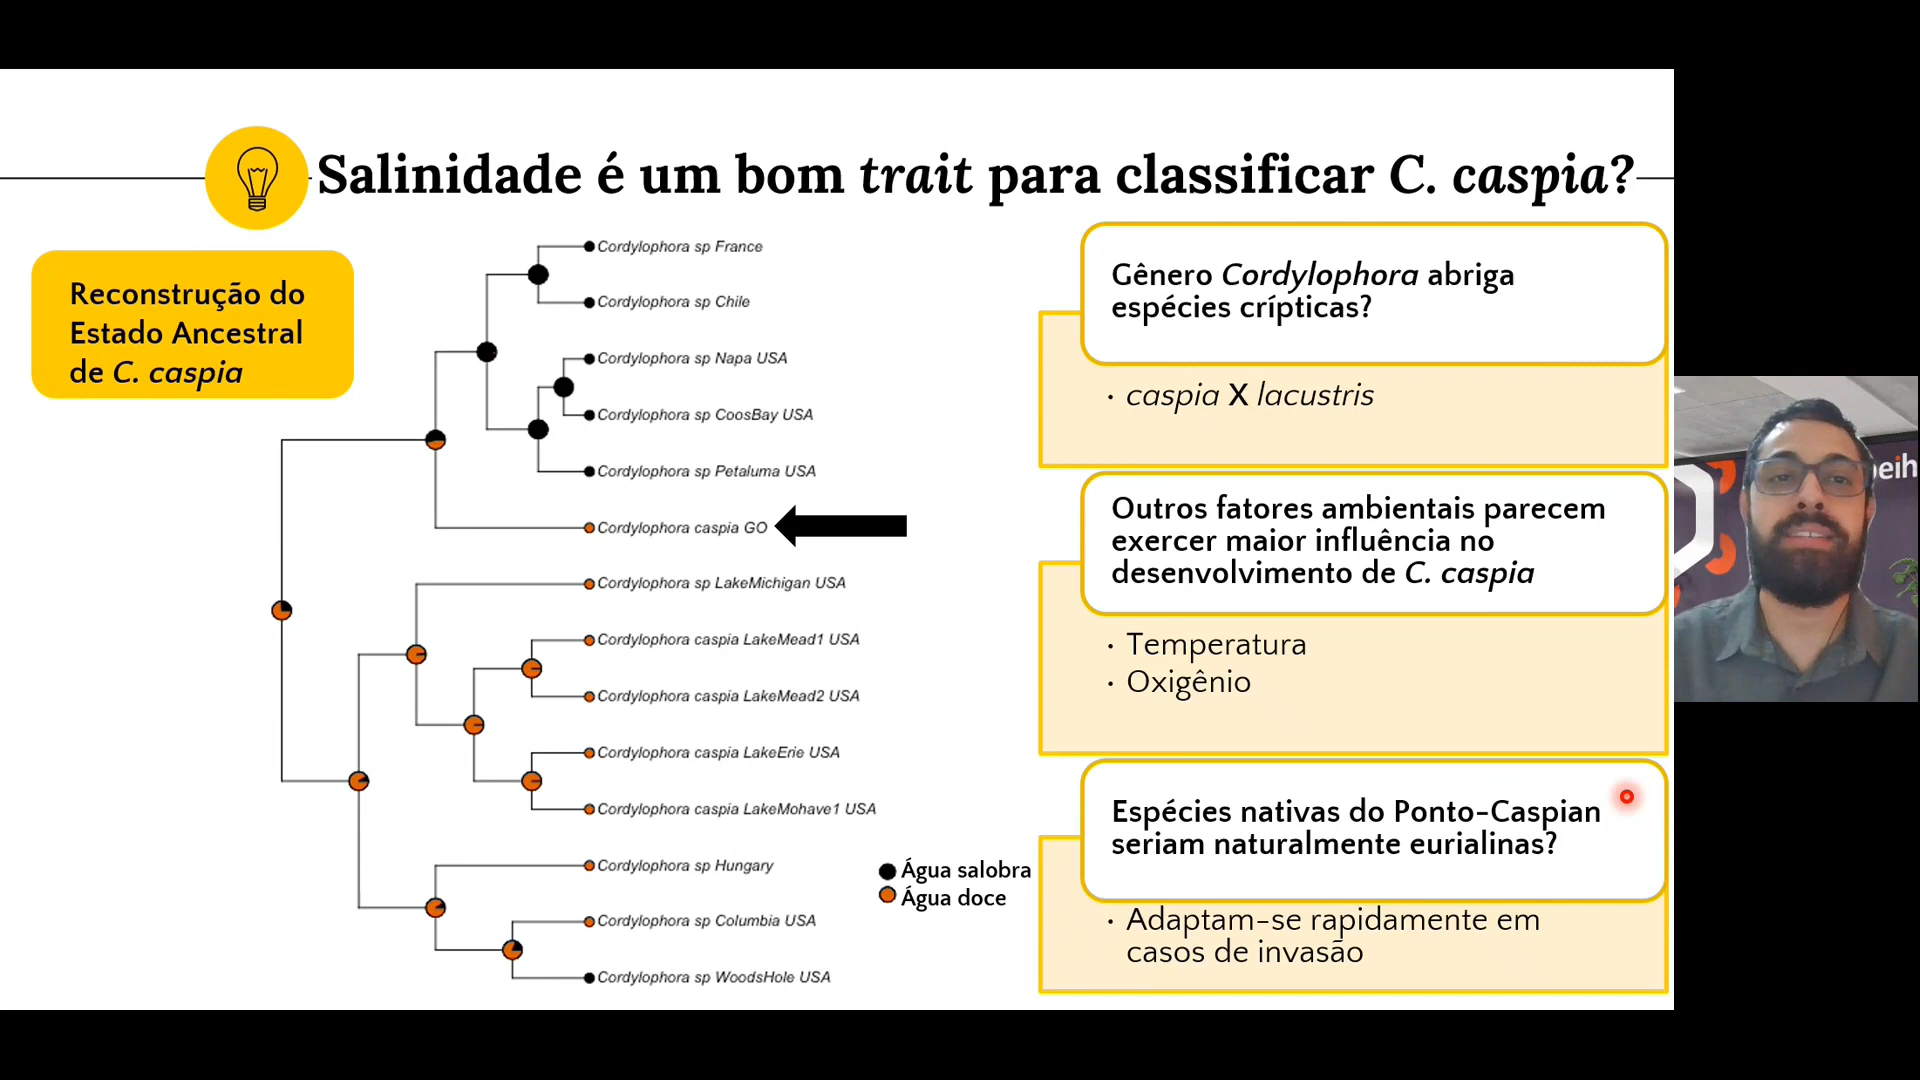 Salinidade é um bom trait para classificar C. caspia?
Reconstrução do
Estado Ancestral
de C. caspia
Cordylophora sp France
Cordylophora sp Chile
Cordylophora sp Napa USA
Cordylophora sp CoosBay USA
Cordylophora sp Petaluma USA
Cordylophora caspia GO
Cordylophora sp LakeMichigan USA
Cordylophora caspia LakeMead1 USA
Cordylophora caspia LakeMead2 USA
Cordylophora caspia LakeErie USA
Cordylophora caspia LakeMohave1 USA
Cordylophora sp Hungary
Cordylophora sp Columbia USA
Cordylophora sp WoodsHole USA
Água salobra
Água doce
Gênero Cordylophora abriga
espécies crípticas?
· caspia X lacustris
Outros fatores ambientais parecem
exercer maior influência no
desenvolvimento de C. caspia
· Temperatura
· Oxigênio
Espécies nativas do Ponto-Caspian
seriam naturalmente eurialinas?
· Adaptam-se rapidamente em
casos de invasão